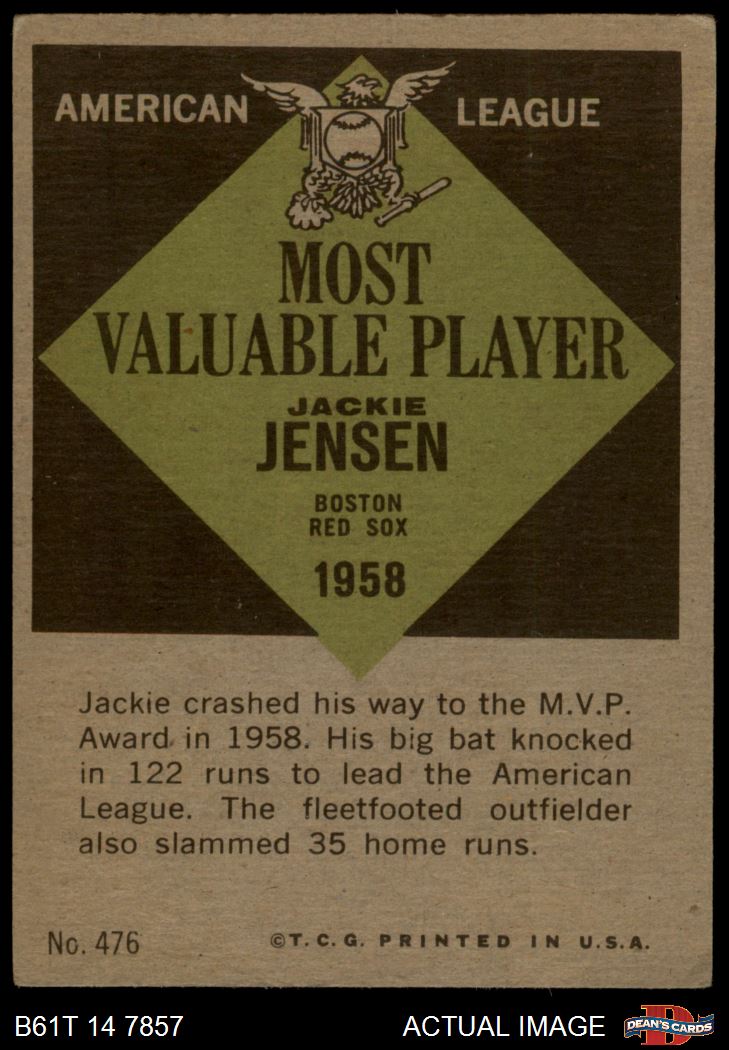 AMERICAN LEAGUE
MOST
VALUABLE PLAYER
JACKIE
JENSEN
BOSTON
RED SOX
1958
Jackie crashed his way to the M.V.P.
Award in 1958. His big bat knocked
in 122 runs to lead the American
League. The fleetfooted outfielder
also slammed 35 home runs.
No. 476 ©T.C.G. PRINTED IN U.S.A.
B61T 14 7857 ACTUAL IMAGE D DEAN'S CARDS